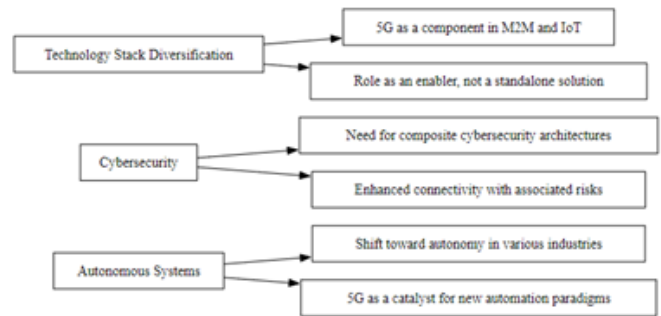 5G as a component in M2M and IoT
Technology Stack Diversification
Role as an enabler, not a standalone solution
Need for composite cybersecurity architectures
Cybersecurity
Enhanced connectivity with associated risks
Shift toward autonomy in various industries
Autonomous Systems
5G as a catalyst for new automation paradigms